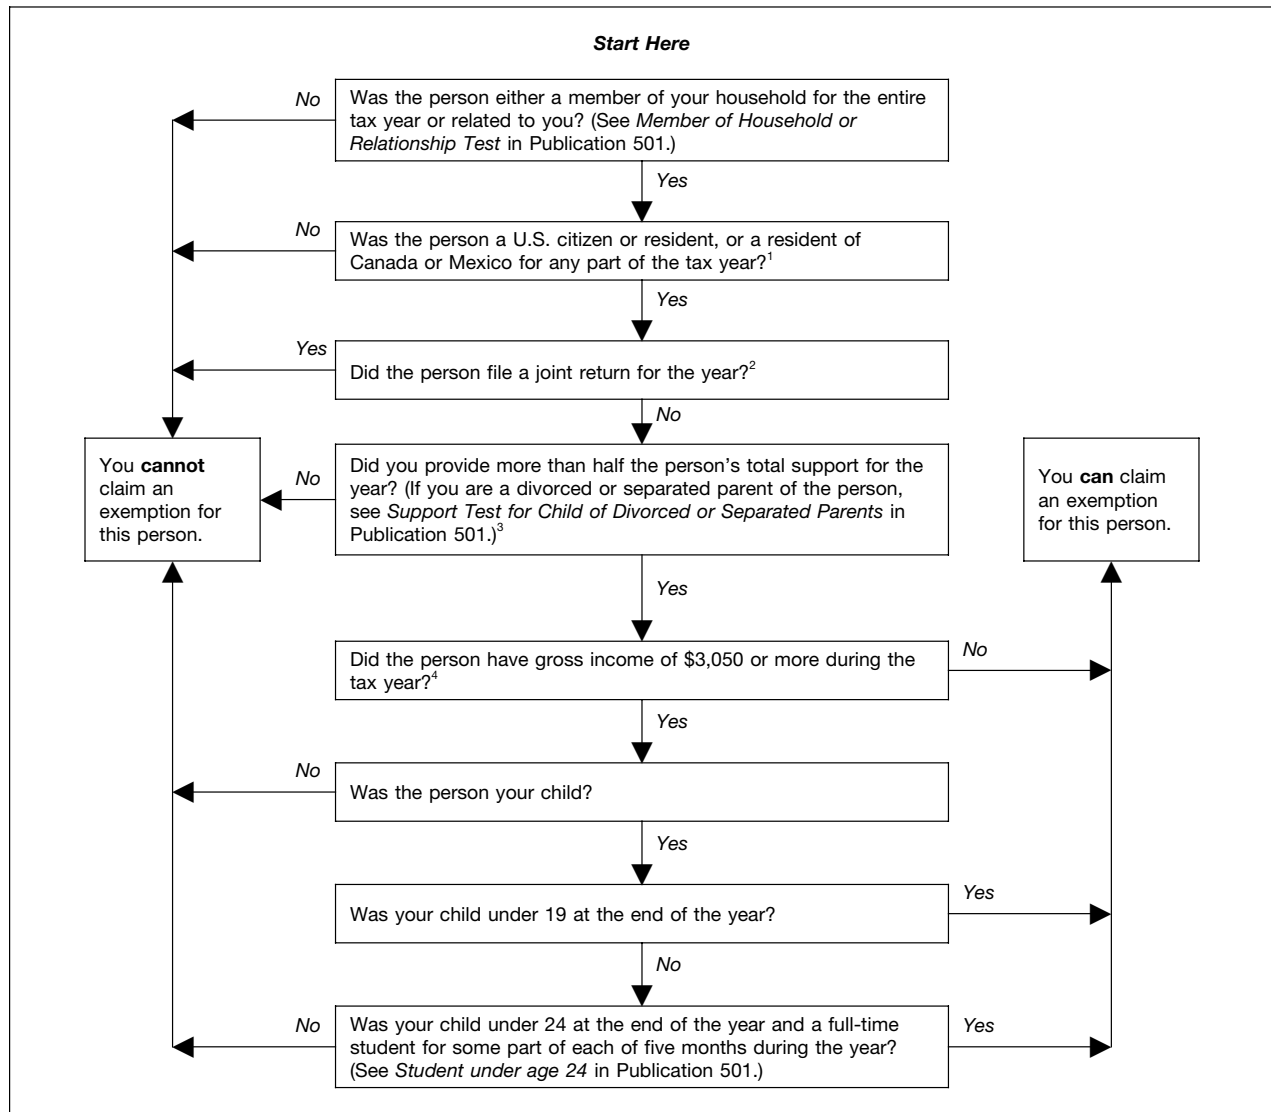 Start Here
No
Was the person either a member of your household for the entire
tax year or related to you? (See Member of Household or
Relationship Test in Publication 501.)
Yes
No
Was the person a U.S. citizen or resident, or a resident of
Canada or Mexico for any part of the tax year?1
Yes
Yes
Did the person file a joint return for the year?2
No
You cannot
claim an
exemption for
this person.
No
Did you provide more than half the person's total support for the
year? (If you are a divorced or separated parent of the person,
see Support Test for Child of Divorced or Separated Parents in
Publication 501.)3
You can claim
an exemption
for this person.
Yes
Did the person have gross income of $3,050 or more during the
tax year?4
No
Yes
No
Was the person your child?
Yes
Was your child under 19 at the end of the year?
Yes
No
No
Was your child under 24 at the end of the year and a full-time
student for some part of each of five months during the year?
(See Student under age 24 in Publication 501.)
Yes